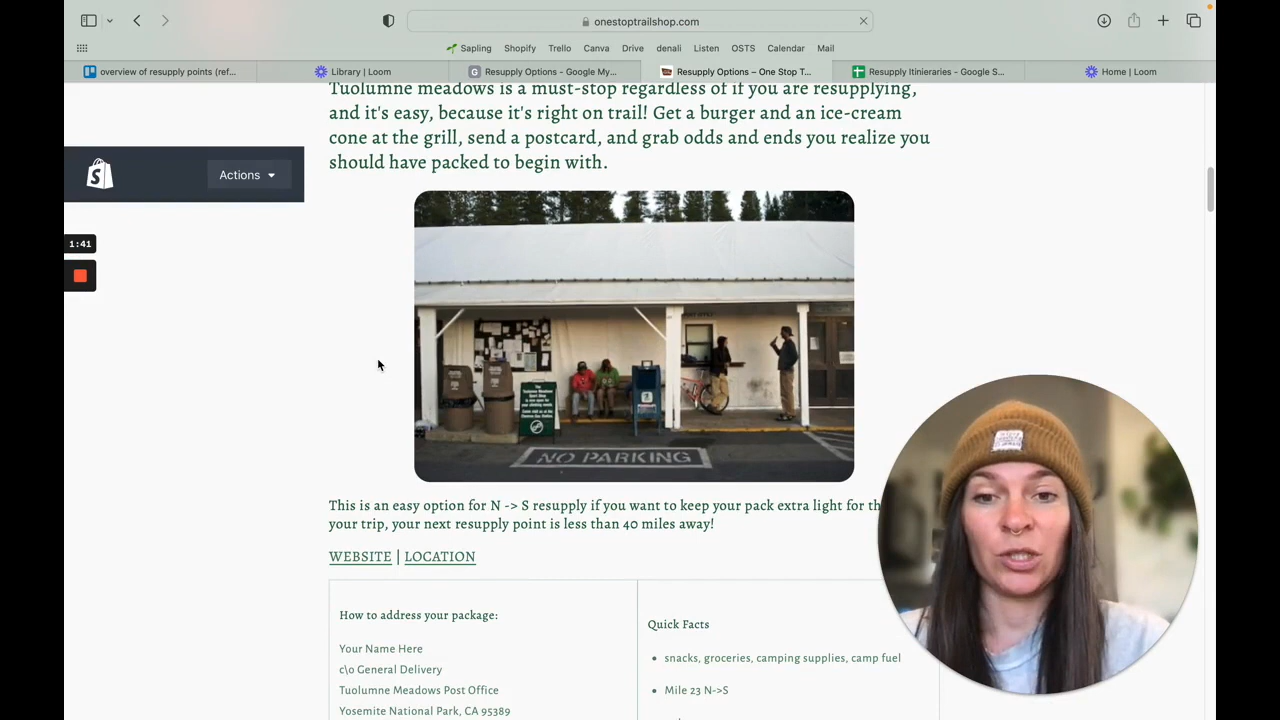 onestoptrailshop.com
Sapling Shopify Trello Canva Drive denali Listen OSTS Calendar Mail
overview of resupply points (ref...
Library | Loom
Resupply Options - Google My...
Resupply Options – One Stop T...
Resupply Itinieraries - Google S...
Home | Loom
Tuolumne meadows is a must-stop regardless of if you are resupplying,
and it's easy, because it's right on trail! Get a burger and an ice-cream
cone at the grill, send a postcard, and grab odds and ends you realize you
should have packed to begin with.
Actions
1:41
NO PARKING
This is an easy option for N -> S resupply if you want to keep your pack extra light for
your trip, your next resupply point is less than 40 miles away!
WEBSITE | LOCATION
How to address your package:
Your Name Here
c\o General Delivery
Tuolumne Meadows Post Office
Yosemite National Park, CA 95389
Quick Facts
snacks, groceries, camping supplies, camp fuel
Mile 23 N->S